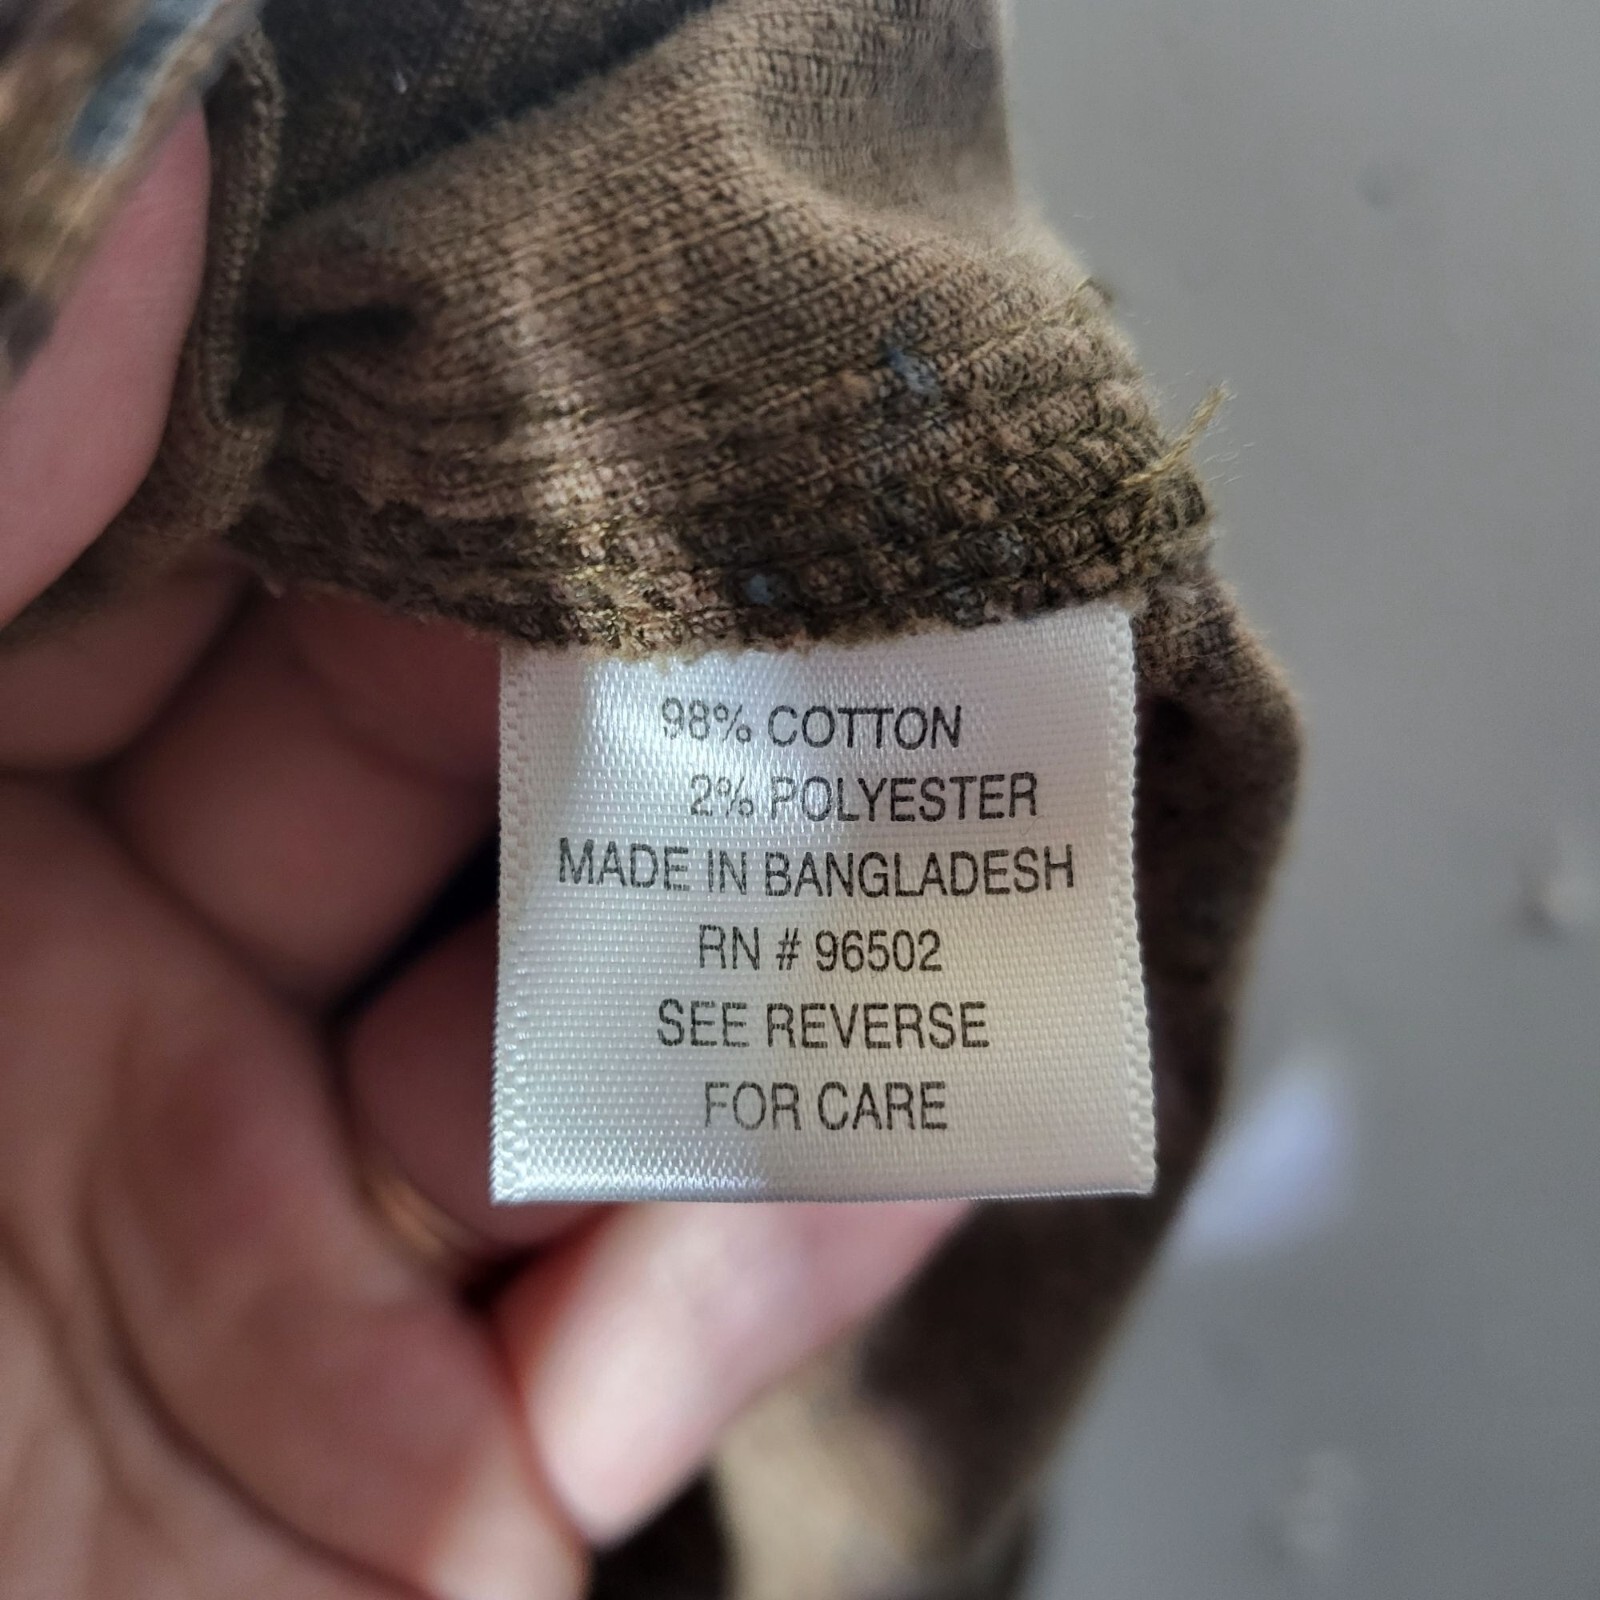 98% COTTON
2% POLYESTER
MADE IN BANGLADESH
RN # 96502
SEE REVERSE
FOR CARE